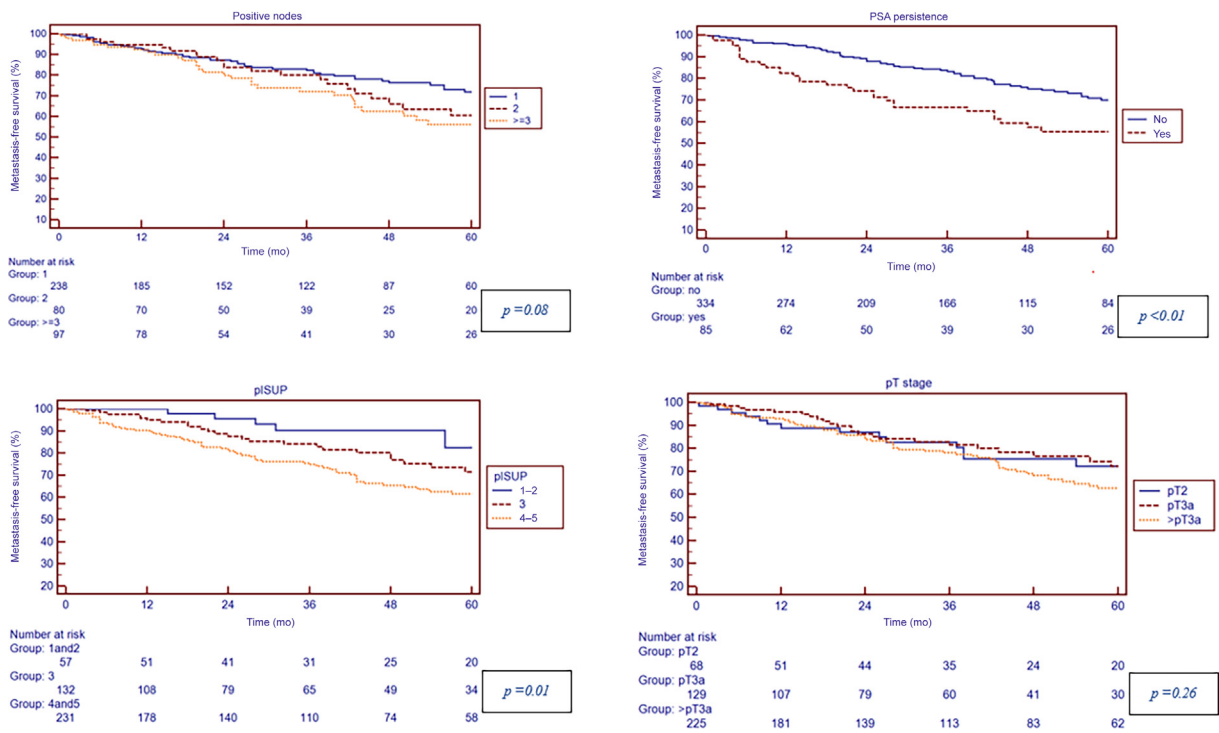 Positive nodes
Metastasis-free survival (%)
100
90
80
70
60
50
40
30
20
10
0 12 24 36 48 60
Time (mo)
1
2
>=3
Number at risk
Group: 1
238 185 152 122 87 60
Group: 2
80 70 50 39 25 20
Group: >=3
97 78 54 41 30 26
p=0.08
PSA persistence
Metastasis-free survival (%)
100
90
80
70
60
50
40
30
20
10
0 12 24 36 48 60
Time (mo)
No
Yes
Number at risk
Group: no
334 274 209 166 115 84
Group: yes
85 62 50 39 30 26
p<0.01
pISUP
Metastasis-free survival (%)
100
90
80
70
60
50
40
30
20
0 12 24 36 48 60
Time (mo)
pISUP
1–2
3
4–5
Number at risk
Group: 1and2
57 51 41 31 25 20
Group: 3
132 108 79 65 49 34
Group: 4and5
231 178 140 110 74 58
p=0.01
pT stage
Metastasis-free survival (%)
100
90
80
70
60
50
40
30
20
0 12 24 36 48 60
Time (mo)
pT2
pT3a
>pT3a
Number at risk
Group: pT2
68 51 44 35 24 20
Group: pT3a
129 107 79 60 41 30
Group: >pT3a
225 181 139 113 83 62
p=0.26